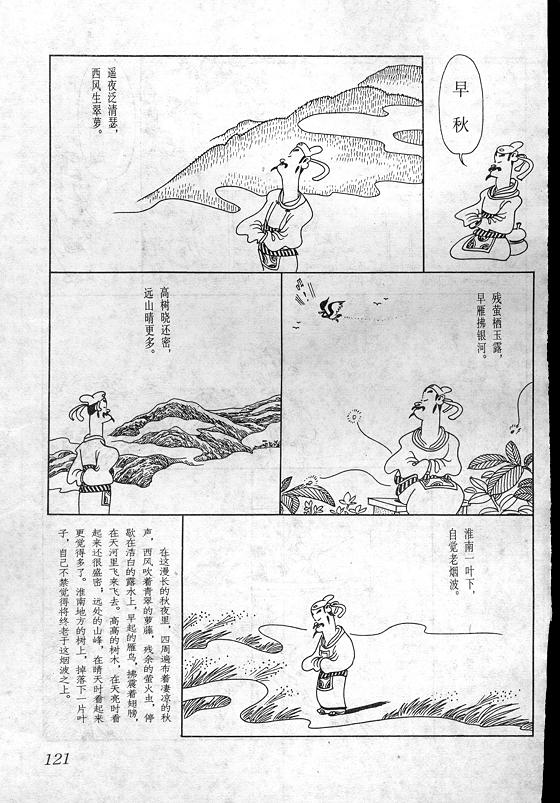 早秋
遥夜泛清瑟，
西风生翠萝。
残萤栖玉露，
早雁拂银河。
高树晓还密，
远山晴更多。
淮南一叶下，
自觉老烟波。
在这漫长的秋夜里，四周遍布着凄凉的秋
声，西风吹着青翠的萝藤，残余的萤火虫，停
歇在洁白的露水上，早起的雁鸟，拂震着翅膀，
在天河里飞来飞去。高高的树木，在天亮时看
起来还很盛密；远处的山峰，在晴天时看起来
更觉得多了。淮南地方的树上，掉落下一片叶
子，自己不禁觉得将终老于这烟波之上。
121